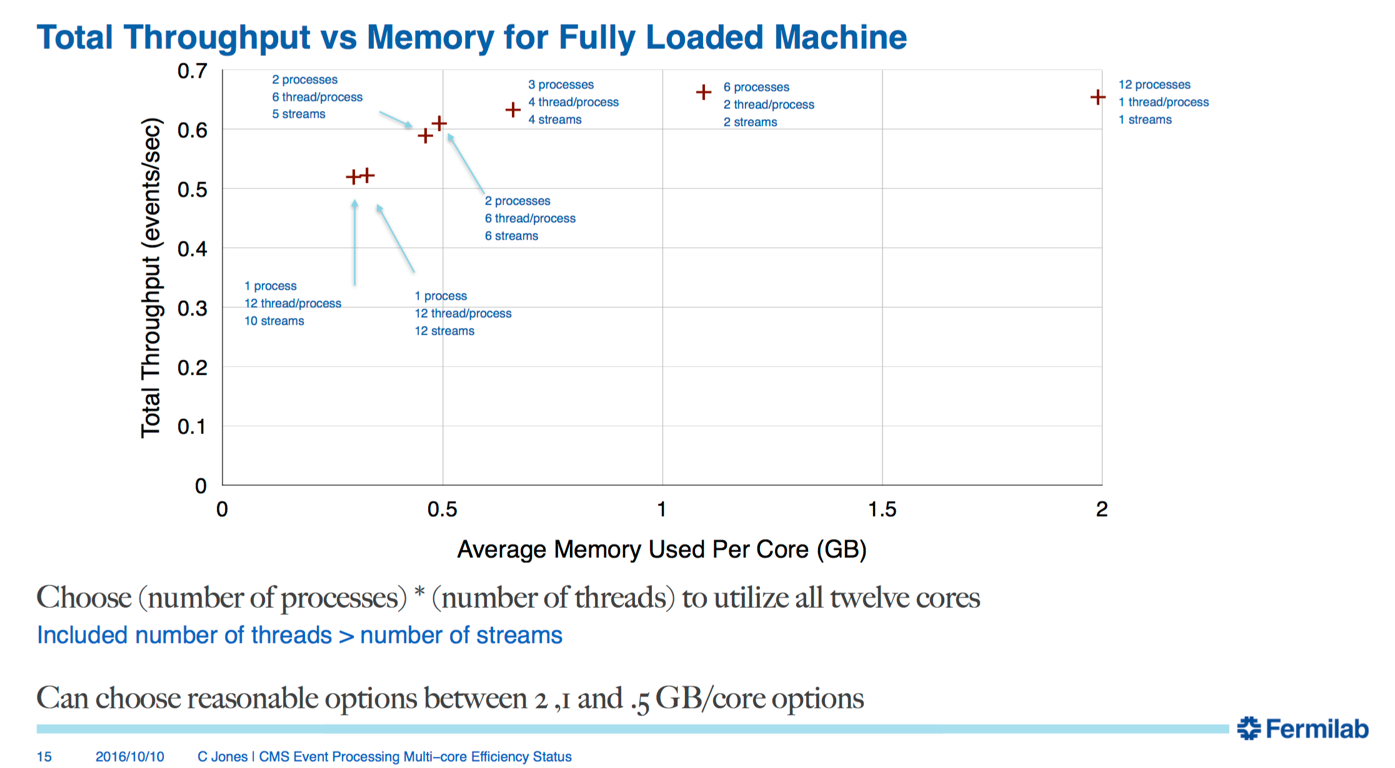 Total Throughput vs Memory for Fully Loaded Machine
Total Throughput (events/sec)
0.7
0.6
0.5
0.4
0.3
0.2
0.1
0
2 processes
6 thread/process
5 streams
3 processes
4 thread/process
4 streams
6 processes
2 thread/process
2 streams
12 processes
1 thread/process
1 streams
2 processes
6 thread/process
6 streams
1 process
12 thread/process
10 streams
1 process
12 thread/process
12 streams
0
0.5
1
1.5
2
Average Memory Used Per Core (GB)
Choose (number of processes) * (number of threads) to utilize all twelve cores
Included number of threads > number of streams
Can choose reasonable options between 2 ,1 and .5 GB/core options
Fermilab
15
2016/10/10
C Jones | CMS Event Processing Multi–core Efficiency Status